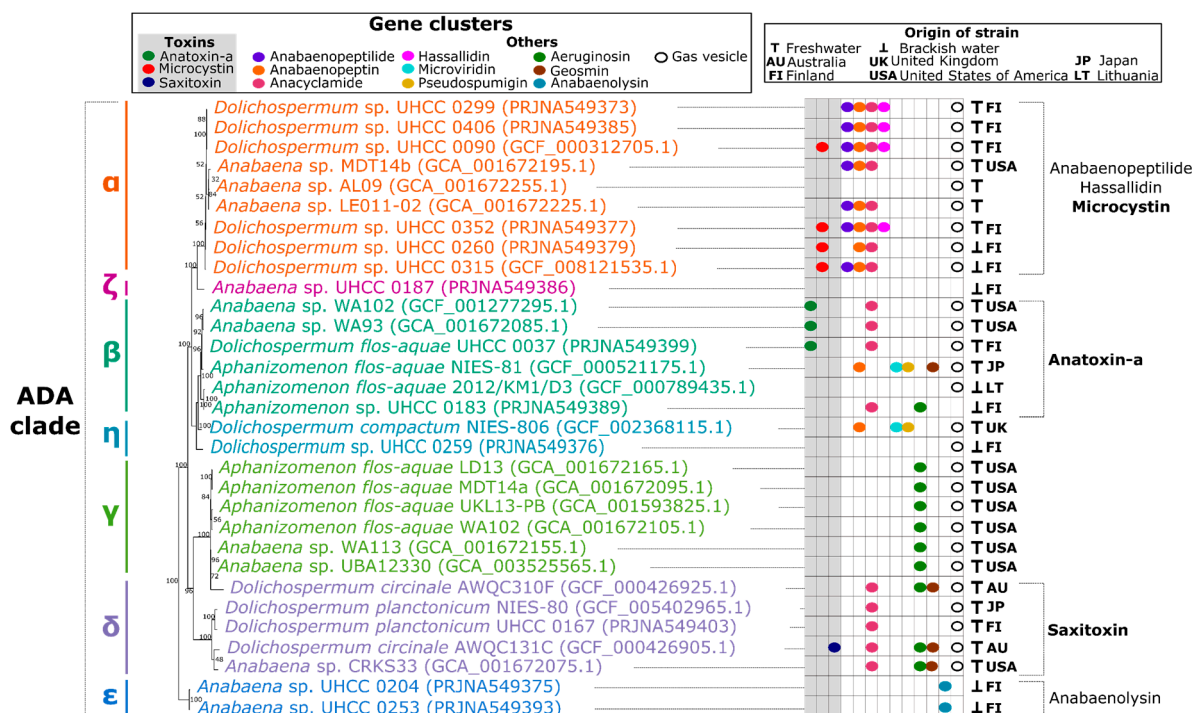 Gene clusters
Toxins
Others
Anatoxin-a
Microcystin
Saxitoxin
Anabaenopeptilide
Anabaenopeptin
Anacyclamide
Hassallidin
Microviridin
Pseudospumigin
Aeruginosin
Geosmin
Anabaenolysin
Gas vesicle
Origin of strain
T Freshwater ⊥ Brackish water
AU Australia UK United Kingdom JP Japan
FI Finland USA United States of America LT Lithuania
ADA
clade
α
Dolichospermum sp. UHCC 0299 (PRJNA549373) T FI
Dolichospermum sp. UHCC 0406 (PRJNA549385) T FI
Dolichospermum sp. UHCC 0090 (GCF_000312705.1) T FI
Anabaena sp. MDT14b (GCA_001672195.1) T USA
Anabaena sp. AL09 (GCA_001672255.1) T
Anabaena sp. LE011-02 (GCA_001672225.1) T
Dolichospermum sp. UHCC 0352 (PRJNA549377) T FI
Dolichospermum sp. UHCC 0260 (PRJNA549379) ⊥ FI
Dolichospermum sp. UHCC 0315 (GCF_008121535.1) ⊥ FI
Anabaenopeptilide
Hassallidin
Microcystin
ζ
Anabaena sp. UHCC 0187 (PRJNA549386) ⊥ FI
β
Anabaena sp. WA102 (GCF_001277295.1) T USA
Anabaena sp. WA93 (GCA_001672085.1) T USA
Dolichospermum flos-aquae UHCC 0037 (PRJNA549399) T FI
Aphanizomenon flos-aquae NIES-81 (GCF_000521175.1) T JP
Aphanizomenon flos-aquae 2012/KM1/D3 (GCF_000789435.1) ⊥ LT
Aphanizomenon sp. UHCC 0183 (PRJNA549389) ⊥ FI
Anatoxin-a
η
Dolichospermum compactum NIES-806 (GCF_002368115.1) T UK
Dolichospermum sp. UHCC 0259 (PRJNA549376) ⊥ FI
γ
Aphanizomenon flos-aquae LD13 (GCA_001672165.1) T USA
Aphanizomenon flos-aquae MDT14a (GCA_001672095.1) T USA
Aphanizomenon flos-aquae UKL13-PB (GCA_001593825.1) T USA
Aphanizomenon flos-aquae WA102 (GCA_001672105.1) T USA
Anabaena sp. WA113 (GCA_001672155.1) T USA
Anabaena sp. UBA12330 (GCA_003525565.1) T USA
δ
Dolichospermum circinale AWQC310F (GCF_000426925.1) T AU
Dolichospermum planctonicum NIES-80 (GCF_005402965.1) T JP
Dolichospermum planctonicum UHCC 0167 (PRJNA549403) T FI
Dolichospermum circinale AWQC131C (GCF_000426905.1) T AU
Anabaena sp. CRKS33 (GCA_001672075.1) T USA
Saxitoxin
ε
Anabaena sp. UHCC 0204 (PRJNA549375) ⊥ FI
Anabaena sp. UHCC 0253 (PRJNA549393) ⊥ FI
Anabaenolysin